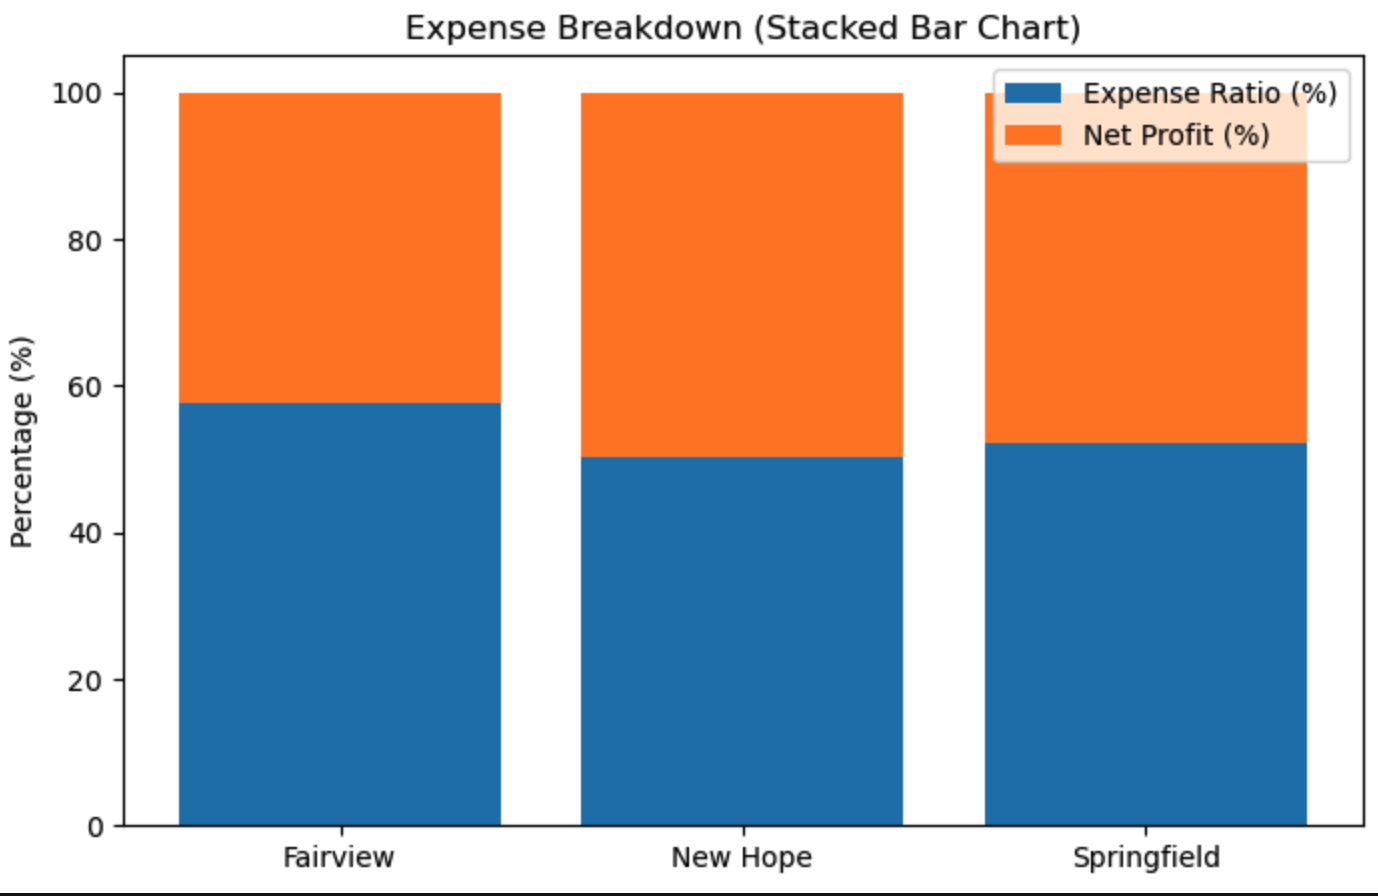 Expense Breakdown (Stacked Bar Chart)
Expense Ratio (%)
Net Profit (%)
Percentage (%)
100
80
60
40
20
0
Fairview
New Hope
Springfield